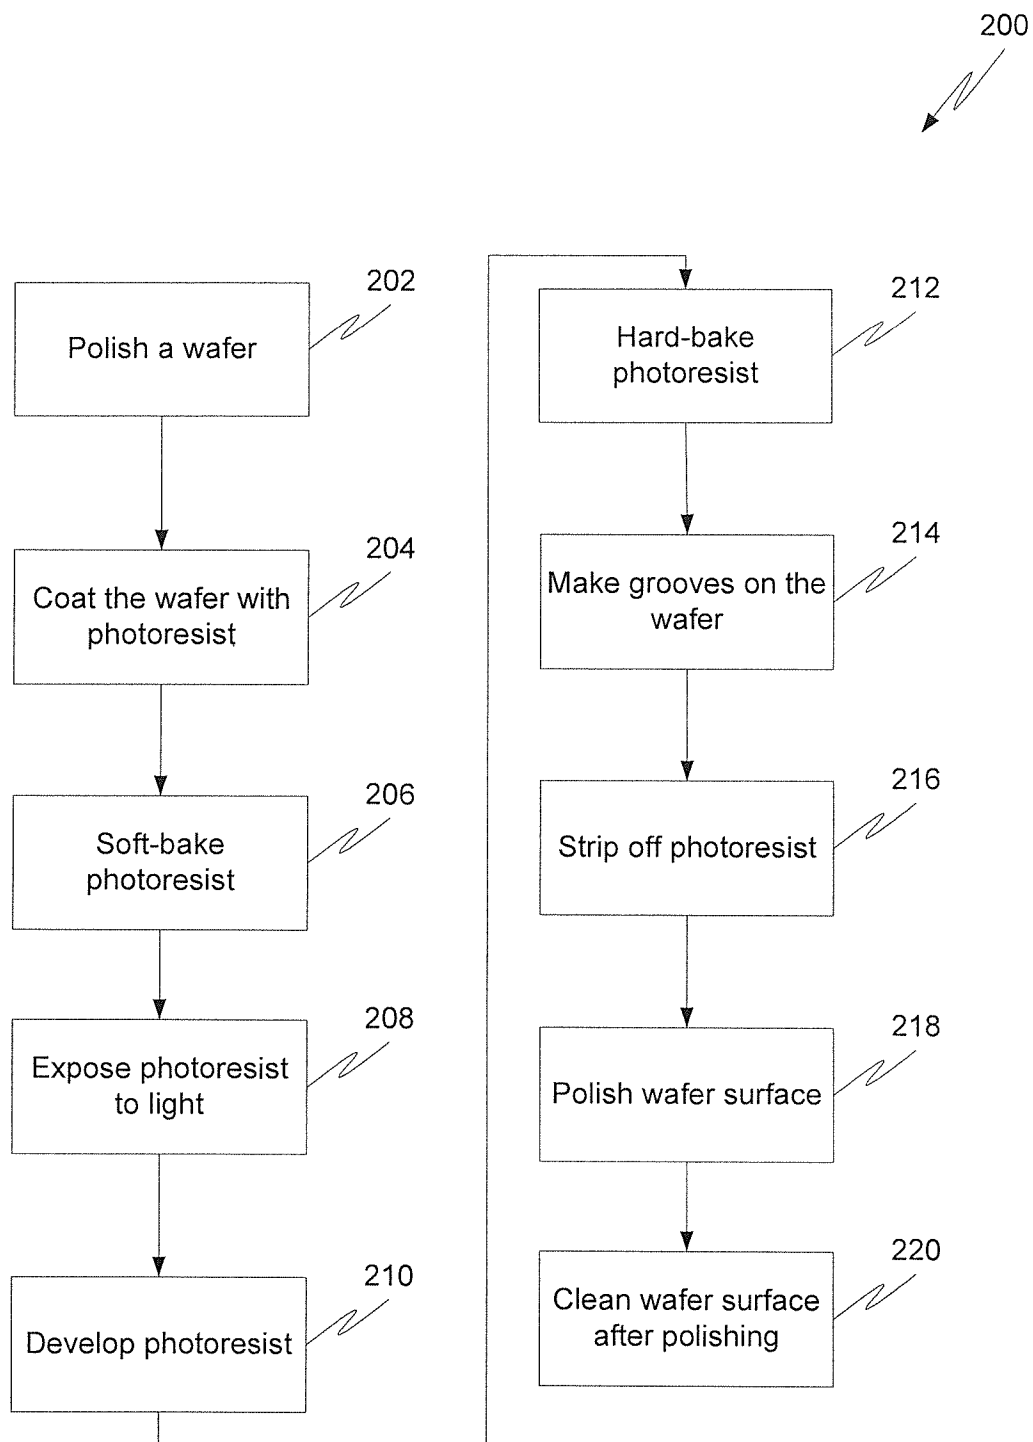 200
202
Polish a wafer
204
Coat the wafer with
photoresist
206
Soft-bake
photoresist
208
Expose photoresist
to light
210
Develop photoresist
212
Hard-bake
photoresist
214
Make grooves on the
wafer
216
Strip off photoresist
218
Polish wafer surface
220
Clean wafer surface
after polishing